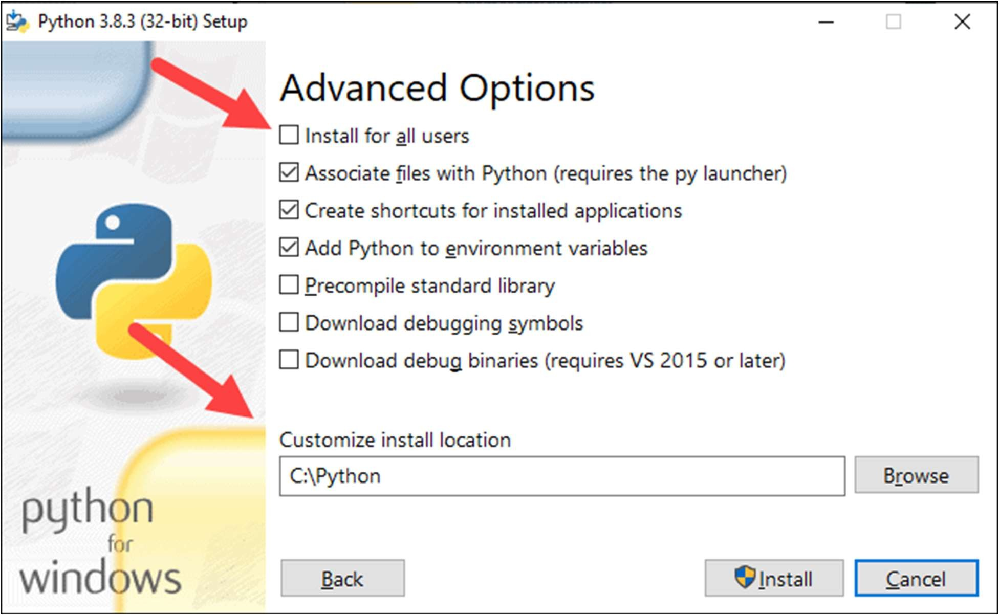 Python 3.8.3 (32-bit) Setup
Advanced Options
Install for all users
Associate files with Python (requires the py launcher)
Create shortcuts for installed applications
Add Python to environment variables
Precompile standard library
Download debugging symbols
Download debug binaries (requires VS 2015 or later)
Customize install location
C:\Python
Browse
python
for
windows
Back
Install
Cancel